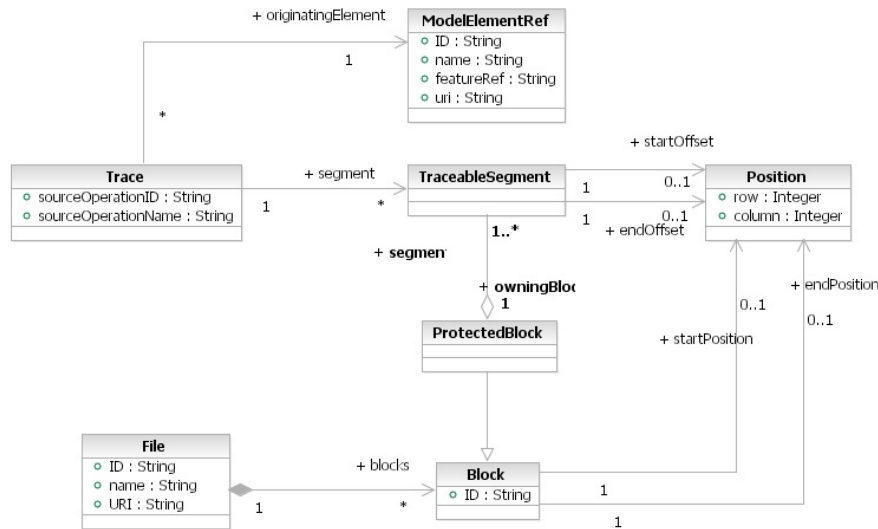 + originatingElement
1
*
ModelElementRef
ID : String
name : String
featureRef : String
uri : String
Trace
sourceOperationID : String
sourceOperationName : String
+ segment
1
*
TraceableSegment
+ startOffset
1
0..1
1
0..1
+ endOffset
Position
row : Integer
column : Integer
1..*
+ segmen
+ owningBloc
1
ProtectedBlock
+ endPosition
0..1
0..1
+ startPosition
File
ID : String
name : String
URI : String
+ blocks
1
*
Block
ID : String
1
1